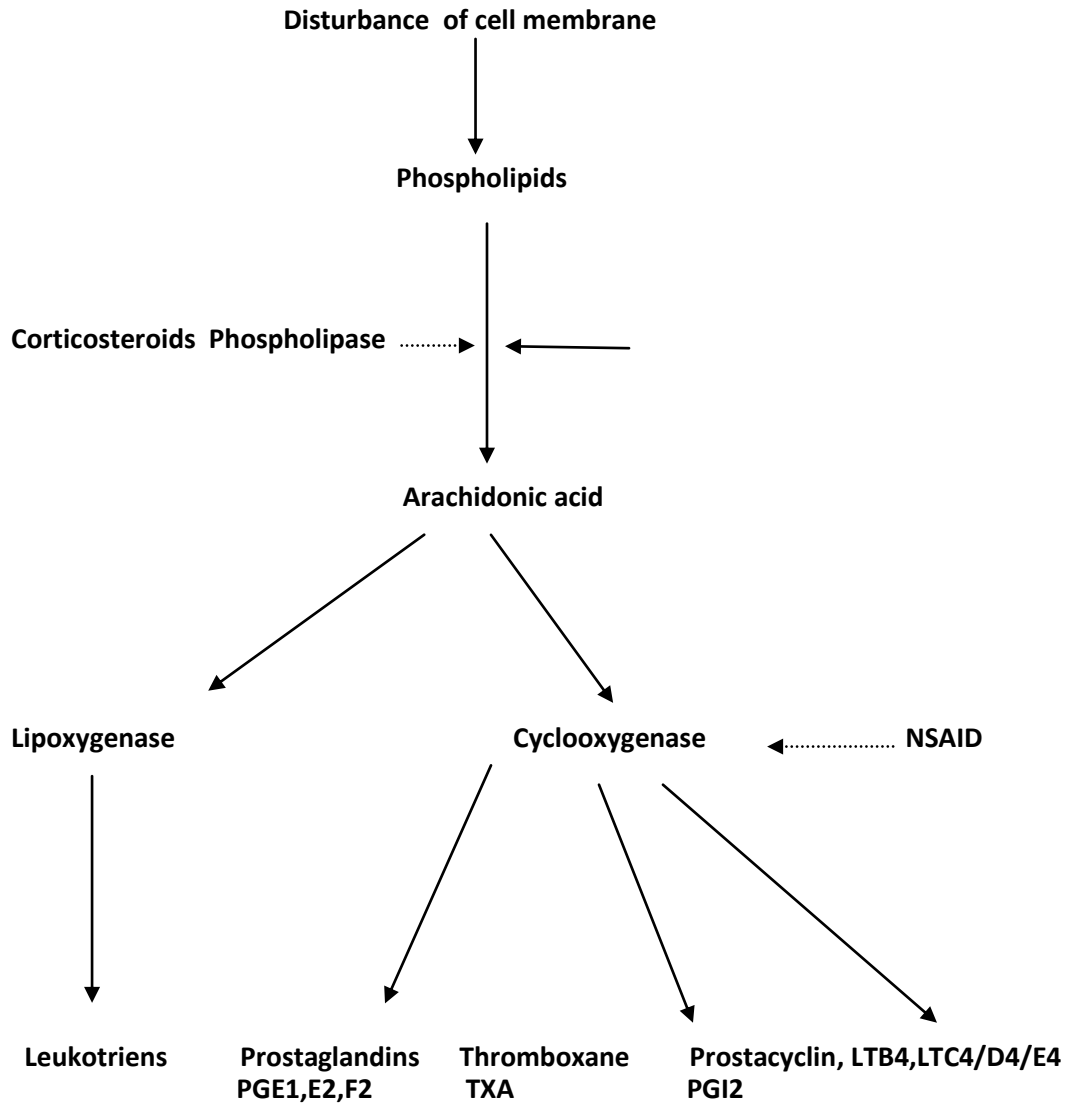 Disturbance of cell membrane
Phospholipids
Corticosteroids Phospholipase
Arachidonic acid
Lipoxygenase Cyclooxygenase NSAID
Leukotriens Prostaglandins Thromboxane Prostacyclin, LTB4,LTC4/D4/E4
PGE1,E2,F2 TXA PGI2